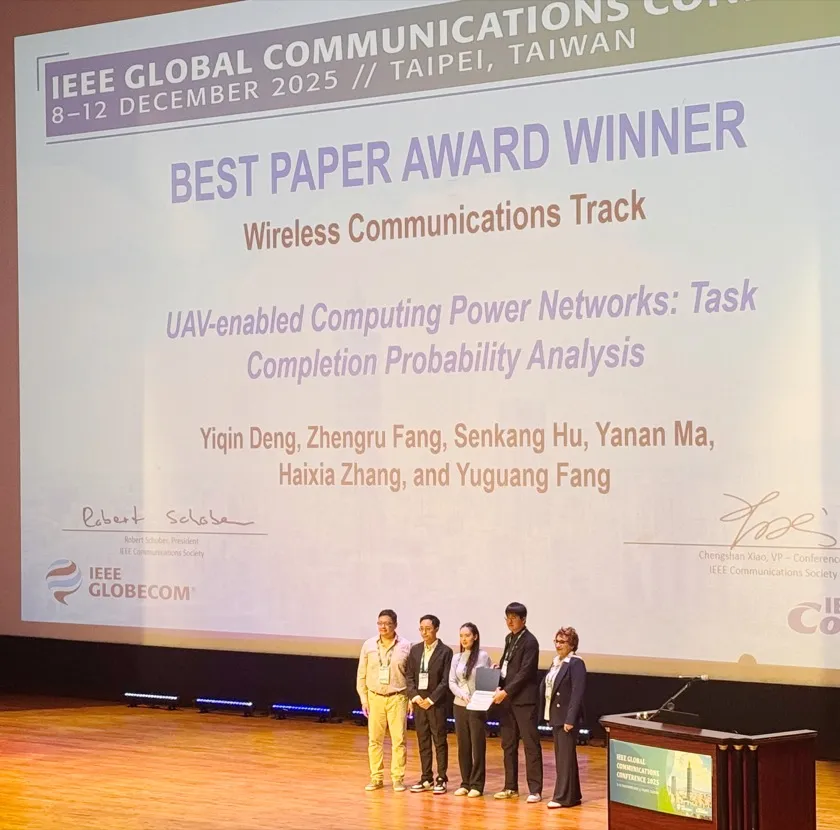 IEEE GLOBAL COMMUNICATIONS
8–12 DECEMBER 2025 // TAIPEI, TAIWAN
BEST PAPER AWARD WINNER
Wireless Communications Track
UAV-enabled Computing Power Networks: Task
Completion Probability Analysis
Yiqin Deng, Zhengru Fang, Senkang Hu, Yanan Ma,
Haixia Zhang, and Yuguang Fang
Robert Schober
Robert Schober, President
IEEE Communications Society
Chengshan Xiao, VP – Conference
IEEE Communications Society
IEEE
GLOBECOM®
IEEE GLOBAL
COMMUNICATIONS
CONFERENCE 2025